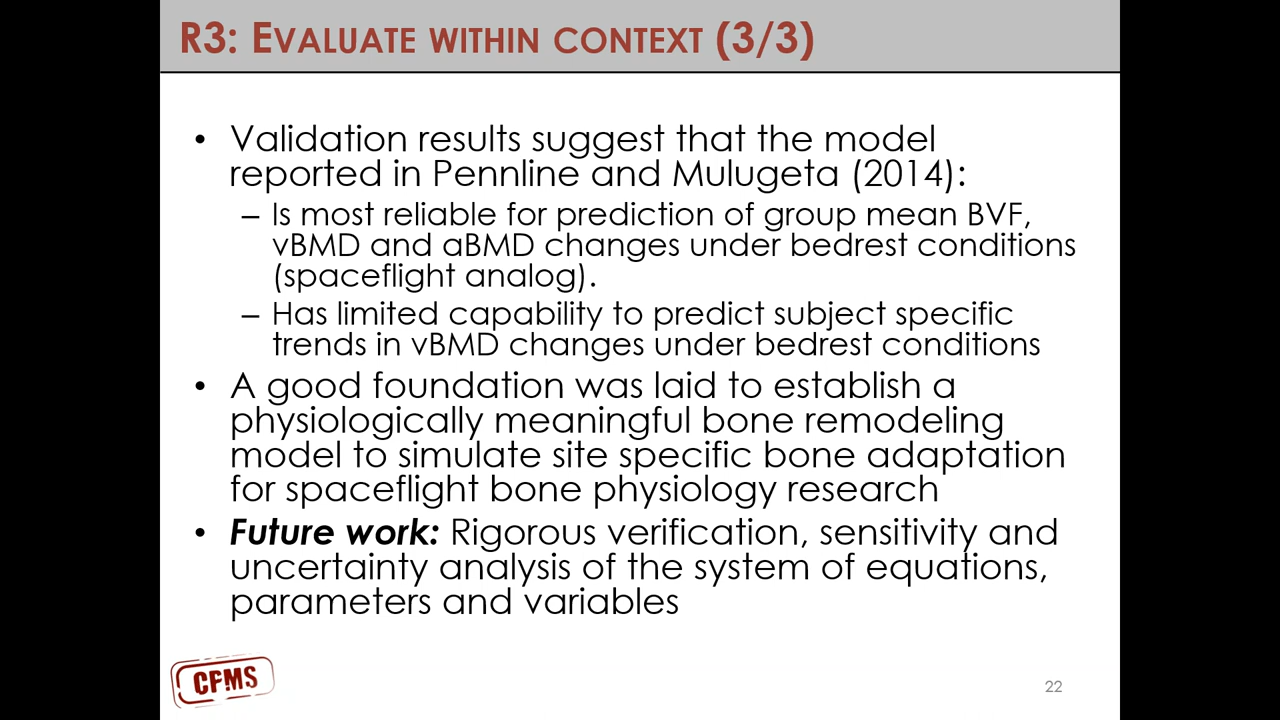 R3: EVALUATE WITHIN CONTEXT (3/3)
• Validation results suggest that the model
reported in Pennline and Mulugeta (2014):
– Is most reliable for prediction of group mean BVF,
vBMD and aBMD changes under bedrest conditions
(spaceflight analog).
– Has limited capability to predict subject specific
trends in vBMD changes under bedrest conditions
• A good foundation was laid to establish a
physiologically meaningful bone remodeling
model to simulate site specific bone adaptation
for spaceflight bone physiology research
• Future work: Rigorous verification, sensitivity and
uncertainty analysis of the system of equations,
parameters and variables
CPMS
22